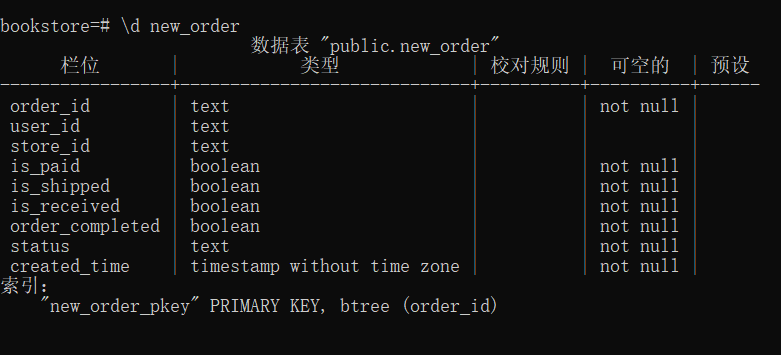 bookstore=# \d new_order
数据表 "public.new_order"
栏位 | 类型 | 校对规则 | 可空的 | 预设
-----------------+-----------------------------+----------+----------+------
order_id | text | | not null |
user_id | text | | |
store_id | text | | |
is_paid | boolean | | not null |
is_shipped | boolean | | not null |
is_received | boolean | | not null |
order_completed | boolean | | not null |
status | text | | not null |
created_time | timestamp without time zone | | not null |
索引:
"new_order_pkey" PRIMARY KEY, btree (order_id)